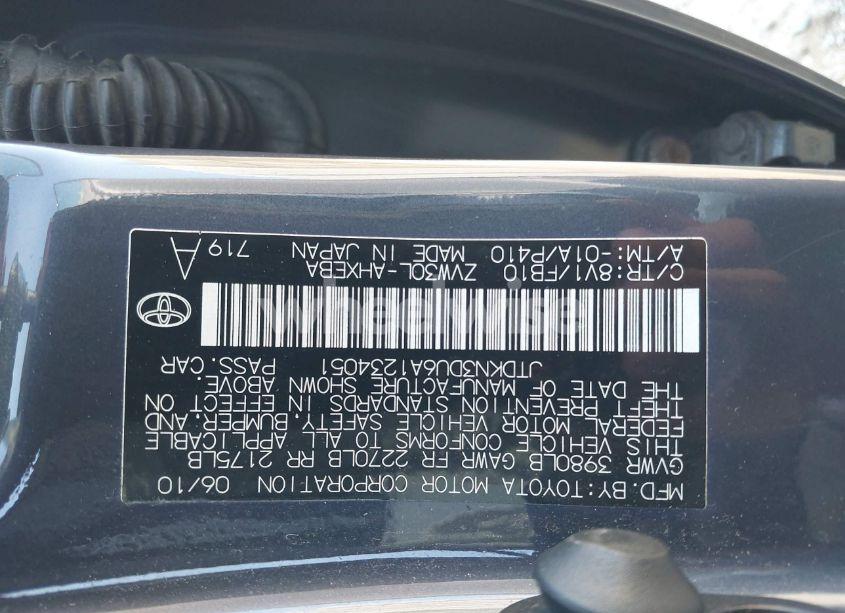 MFD.BY:TOYOTA MOTOR CORPORATION 06/10
GVWR 3980LB GAWR FR 2270LB RR 2175LB
THIS VEHICLE CONFORMS TO ALL APPLICABLE
FEDERAL MOTOR VEHICLE SAFETY,BUMPER,AND
THEFT PREVENTION STANDARDS IN EFFECT ON
THE DATE OF MANUFACTURE SHOWN ABOVE.
JTDKN3DU6A1234051 PASS.CAR
C/TR:8V1/FB10 ZVW30L-AHXEBA
A/TM:-01A/P410 MADE IN JAPAN 719 A
wheelwise